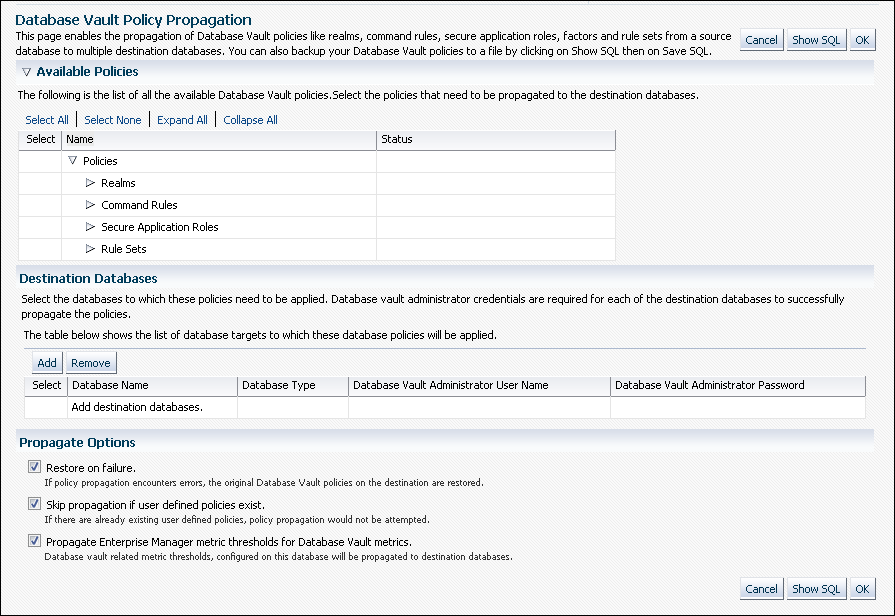 Database Vault Policy Propagation
This page enables the propagation of Database Vault policies like realms, command rules, secure application roles, factors and rule sets from a source
database to multiple destination databases. You can also backup your Database Vault policies to a file by clicking on Show SQL then on Save SQL.
Cancel Show SQL OK
Available Policies
The following is the list of all the available Database Vault policies.Select the policies that need to be propagated to the destination databases.
Select All | Select None | Expand All | Collapse All
Select Name Status
Policies
Realms
Command Rules
Secure Application Roles
Rule Sets
Destination Databases
Select the databases to which these policies need to be applied. Database vault administrator credentials are required for each of the destination databases to successfully
propagate the policies.
The table below shows the list of database targets to which these database policies will be applied.
Add Remove
Select Database Name Database Type Database Vault Administrator User Name Database Vault Administrator Password
Add destination databases.
Propagate Options
Restore on failure.
If policy propagation encounters errors, the original Database Vault policies on the destination are restored.
Skip propagation if user defined policies exist.
If there are already existing user defined policies, policy propagation would not be attempted.
Propagate Enterprise Manager metric thresholds for Database Vault metrics.
Database vault related metric thresholds, configured on this database will be propagated to destination databases.
Cancel Show SQL OK